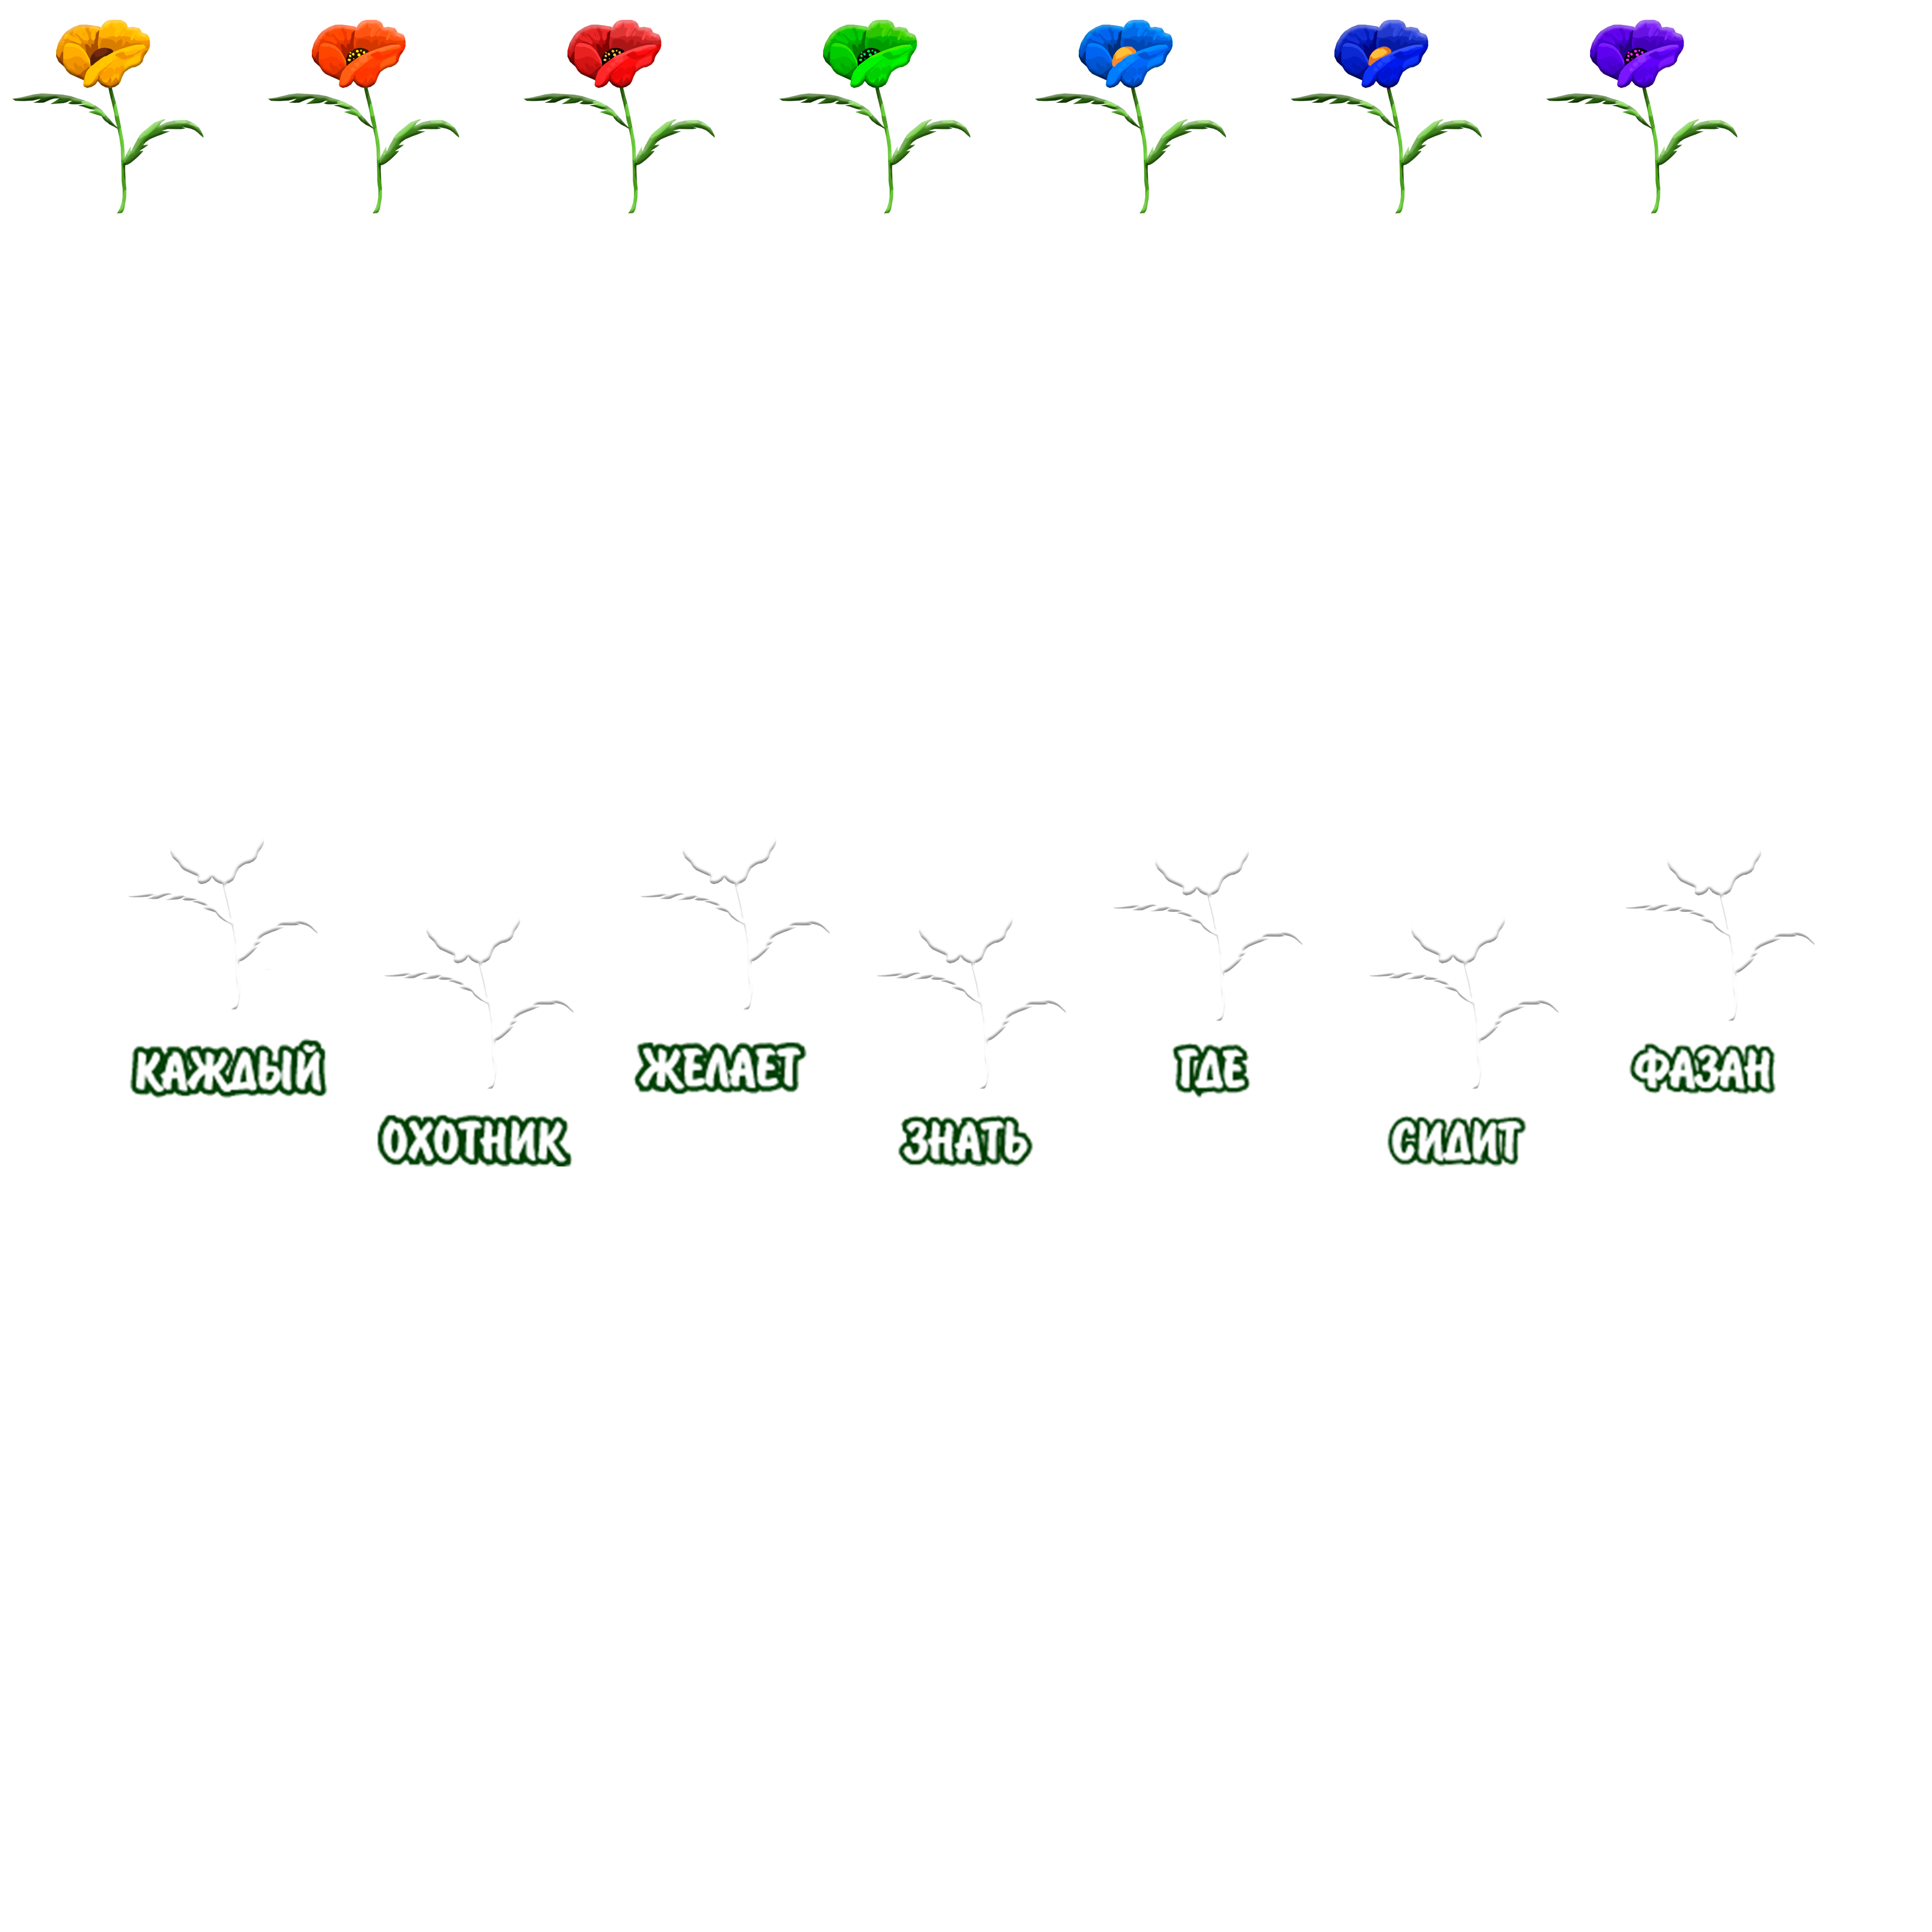 КАЖДЫЙ
ОХОТНИК
ЖЕЛАЕТ
ЗНАТЬ
ГДЕ
СИДИТ
ФАЗАН